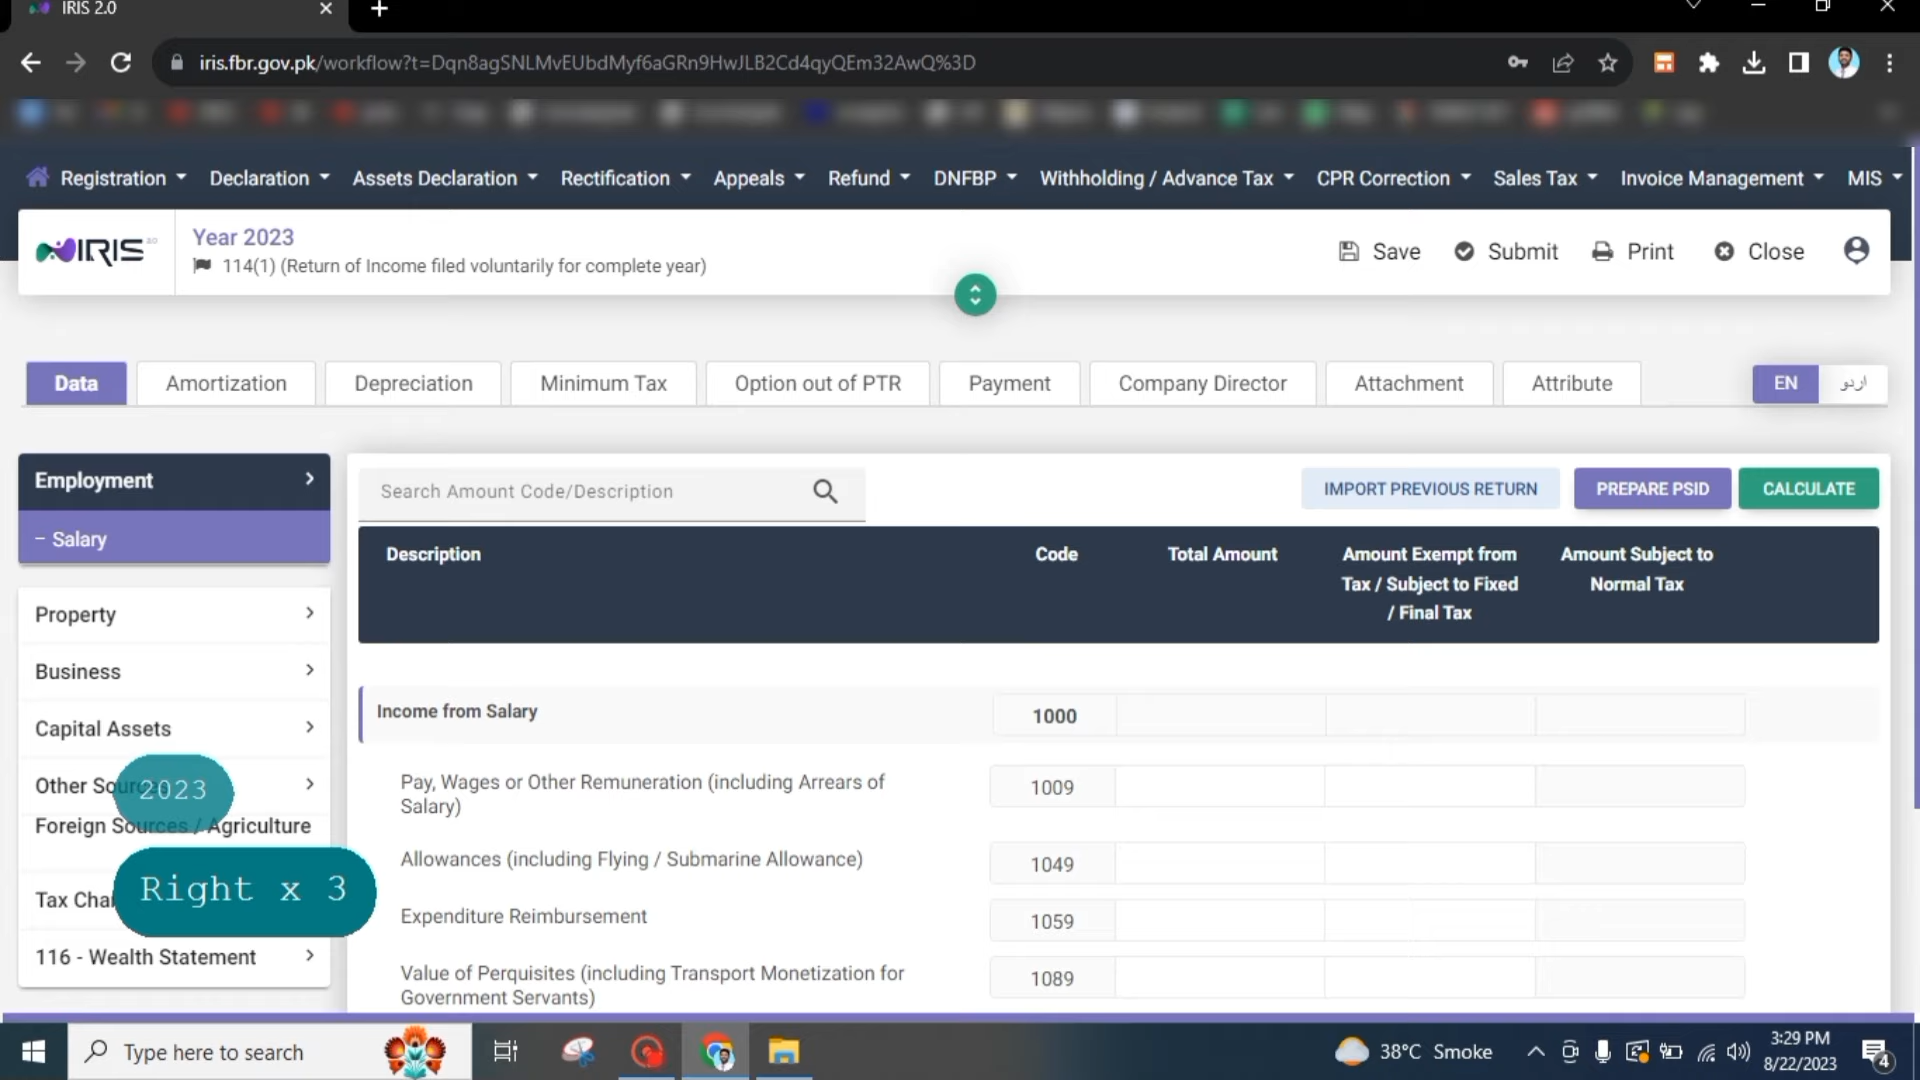 IRIS 2.0
iris.fbr.gov.pk/workflow?t=Dqn8agSNLMvEUbdMyf6aGRn9HwJLB2Cd4qyQEm32AwQ%3D
Registration Declaration Assets Declaration Rectification Appeals Refund DNFBP Withholding / Advance Tax CPR Correction Sales Tax Invoice Management MIS
IRIS 2.0
Year 2023
114(1) (Return of Income filed voluntarily for complete year)
Save Submit Print Close
Data Amortization Depreciation Minimum Tax Option out of PTR Payment Company Director Attachment Attribute EN اردو
Employment
– Salary
Property
Business
Capital Assets
Other
Foreign Sources / Agriculture
Tax
116 - Wealth Statement
2023
Right x 3
Search Amount Code/Description
IMPORT PREVIOUS RETURN PREPARE PSID CALCULATE
Description Code Total Amount Amount Exempt from Tax / Subject to Fixed / Final Tax Amount Subject to Normal Tax
Income from Salary 1000
Pay, Wages or Other Remuneration (including Arrears of
Salary) 1009
Allowances (including Flying / Submarine Allowance) 1049
Expenditure Reimbursement 1059
Value of Perquisites (including Transport Monetization for
Government Servants) 1089
Type here to search
38°C Smoke
3:29 PM
8/22/2023
4